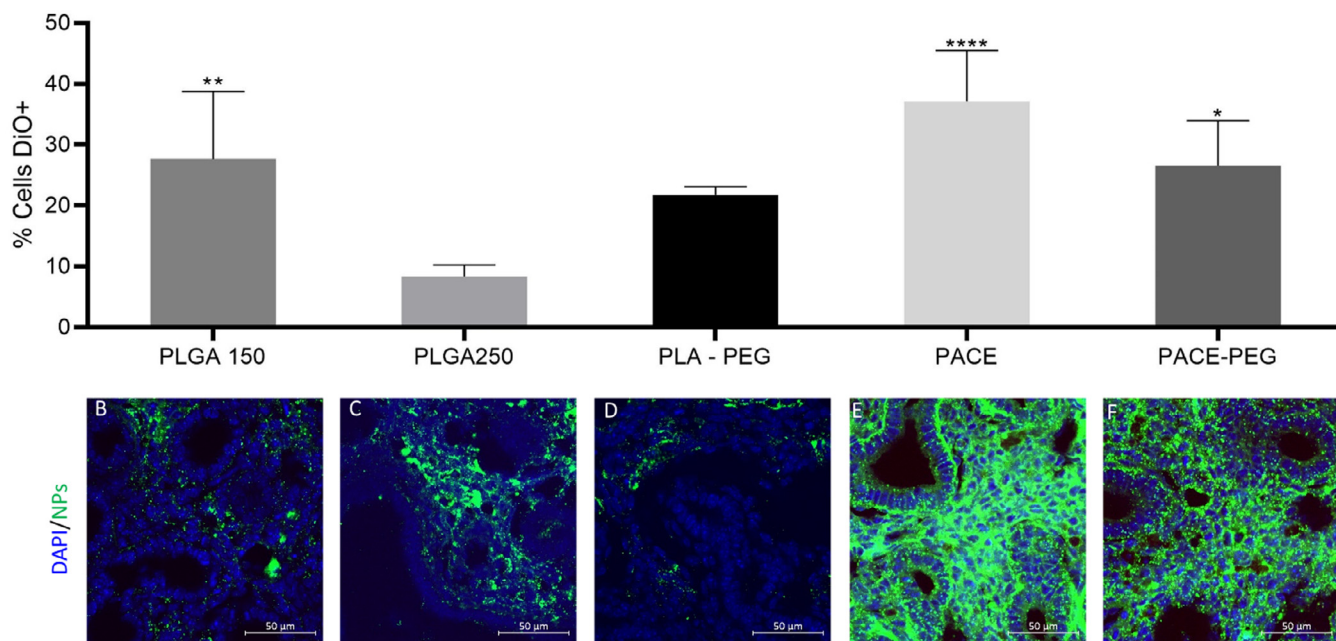 % Cells DiO+
50
40
30
20
10
0
**
****
*
PLGA 150 PLGA250 PLA - PEG PACE PACE-PEG
DAPI/NPs
B C D E F
50 µm 50 µm 50 µm 50 µm 50 µm